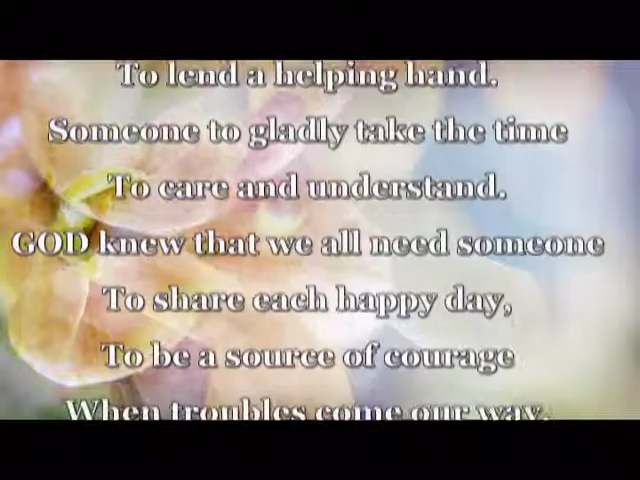 To lend a helping hand.
Someone to gladly take the time
To care and understand.
GOD knew that we all need someone
To share each happy day,
To be a source of courage
When troubles come our way.